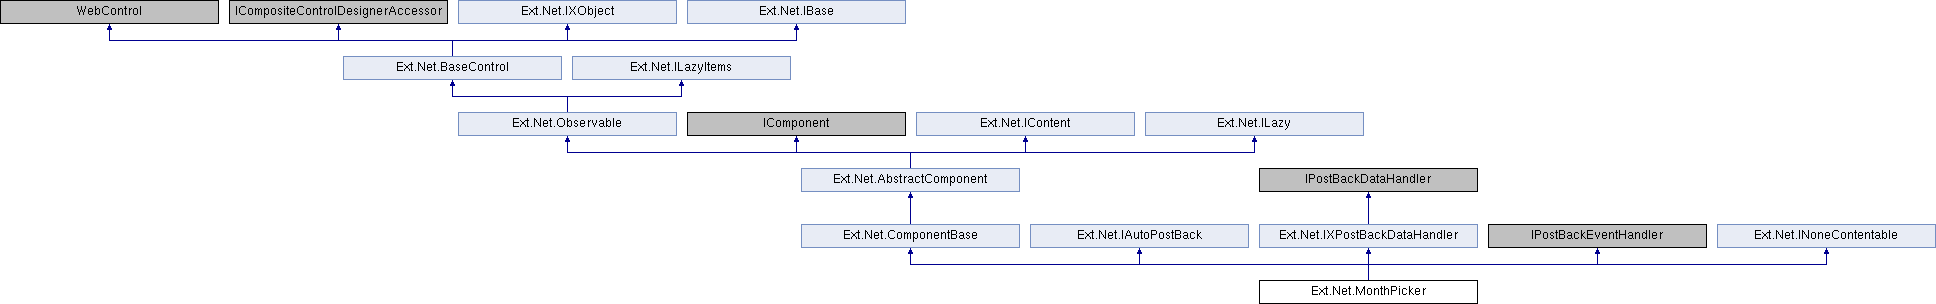 WebControl
ICompositeControlDesignerAccessor
Ext.Net.IXObject
Ext.Net.IBase
Ext.Net.BaseControl
Ext.Net.ILazyItems
Ext.Net.Observable
IComponent
Ext.Net.IContent
Ext.Net.ILazy
Ext.Net.AbstractComponent
IPostBackDataHandler
Ext.Net.ComponentBase
Ext.Net.IAutoPostBack
Ext.Net.IXPostBackDataHandler
IPostBackEventHandler
Ext.Net.INoneContentable
Ext.Net.MonthPicker